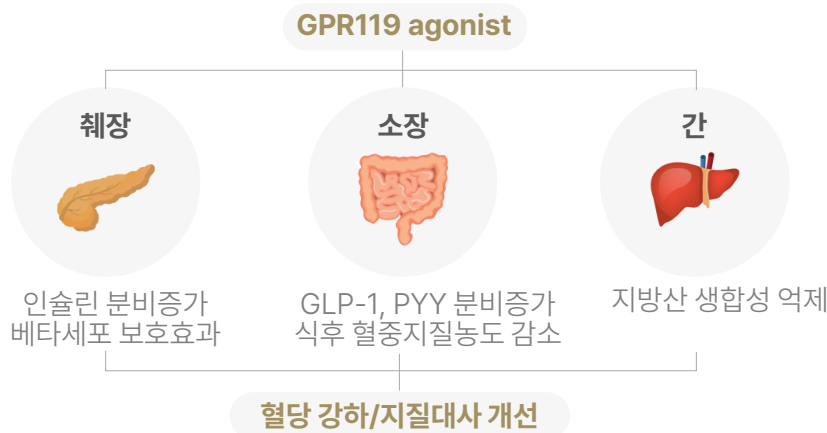 GPR119 agonist
췌장
소장
간
인슐린 분비증가
베타세포 보호효과
GLP-1, PYY 분비증가
식후 혈중지질농도 감소
지방산 생합성 억제
혈당 강하/지질대사 개선